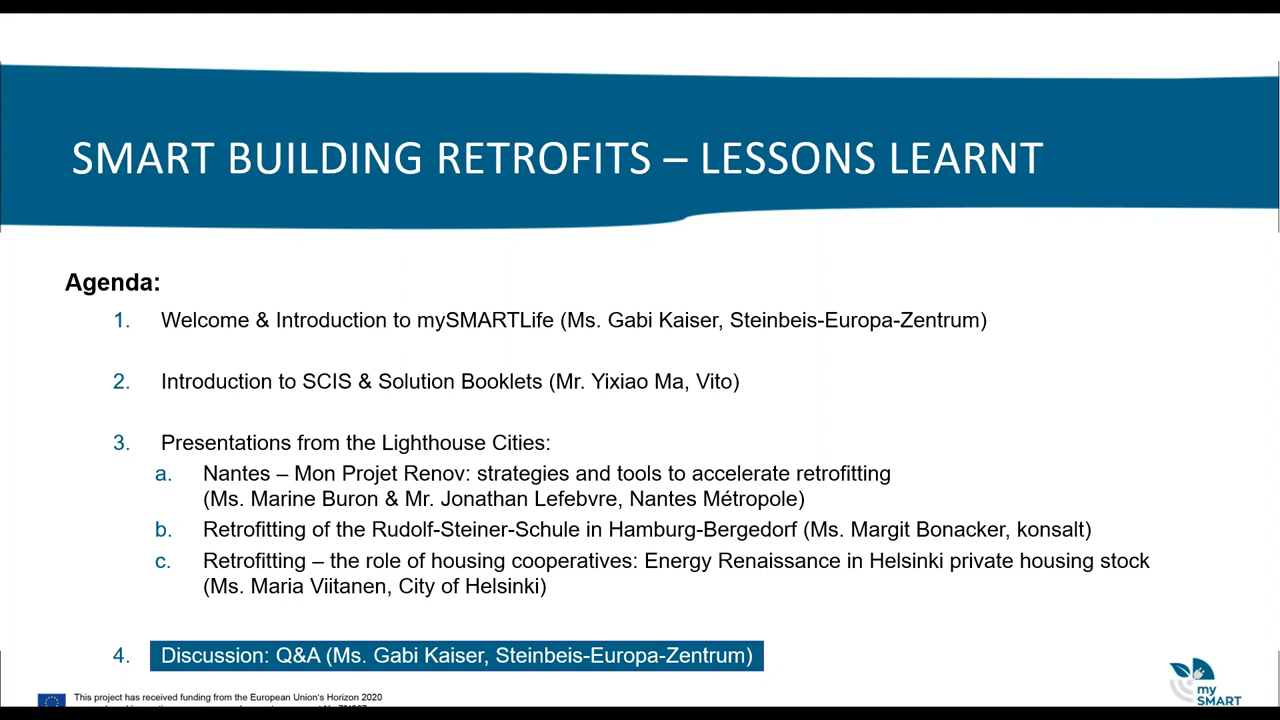 SMART BUILDING RETROFITS – LESSONS LEARNT
Agenda:
1. Welcome & Introduction to mySMARTLife (Ms. Gabi Kaiser, Steinbeis-Europa-Zentrum)
2. Introduction to SCIS & Solution Booklets (Mr. Yixiao Ma, Vito)
3. Presentations from the Lighthouse Cities:
a. Nantes – Mon Projet Renov: strategies and tools to accelerate retrofitting
(Ms. Marine Buron & Mr. Jonathan Lefebvre, Nantes Métropole)
b. Retrofitting of the Rudolf-Steiner-Schule in Hamburg-Bergedorf (Ms. Margit Bonacker, konsalt)
c. Retrofitting – the role of housing cooperatives: Energy Renaissance in Helsinki private housing stock
(Ms. Maria Viitanen, City of Helsinki)
4. Discussion: Q&A (Ms. Gabi Kaiser, Steinbeis-Europa-Zentrum)
This project has received funding from the European Union's Horizon 2020
my
SMART